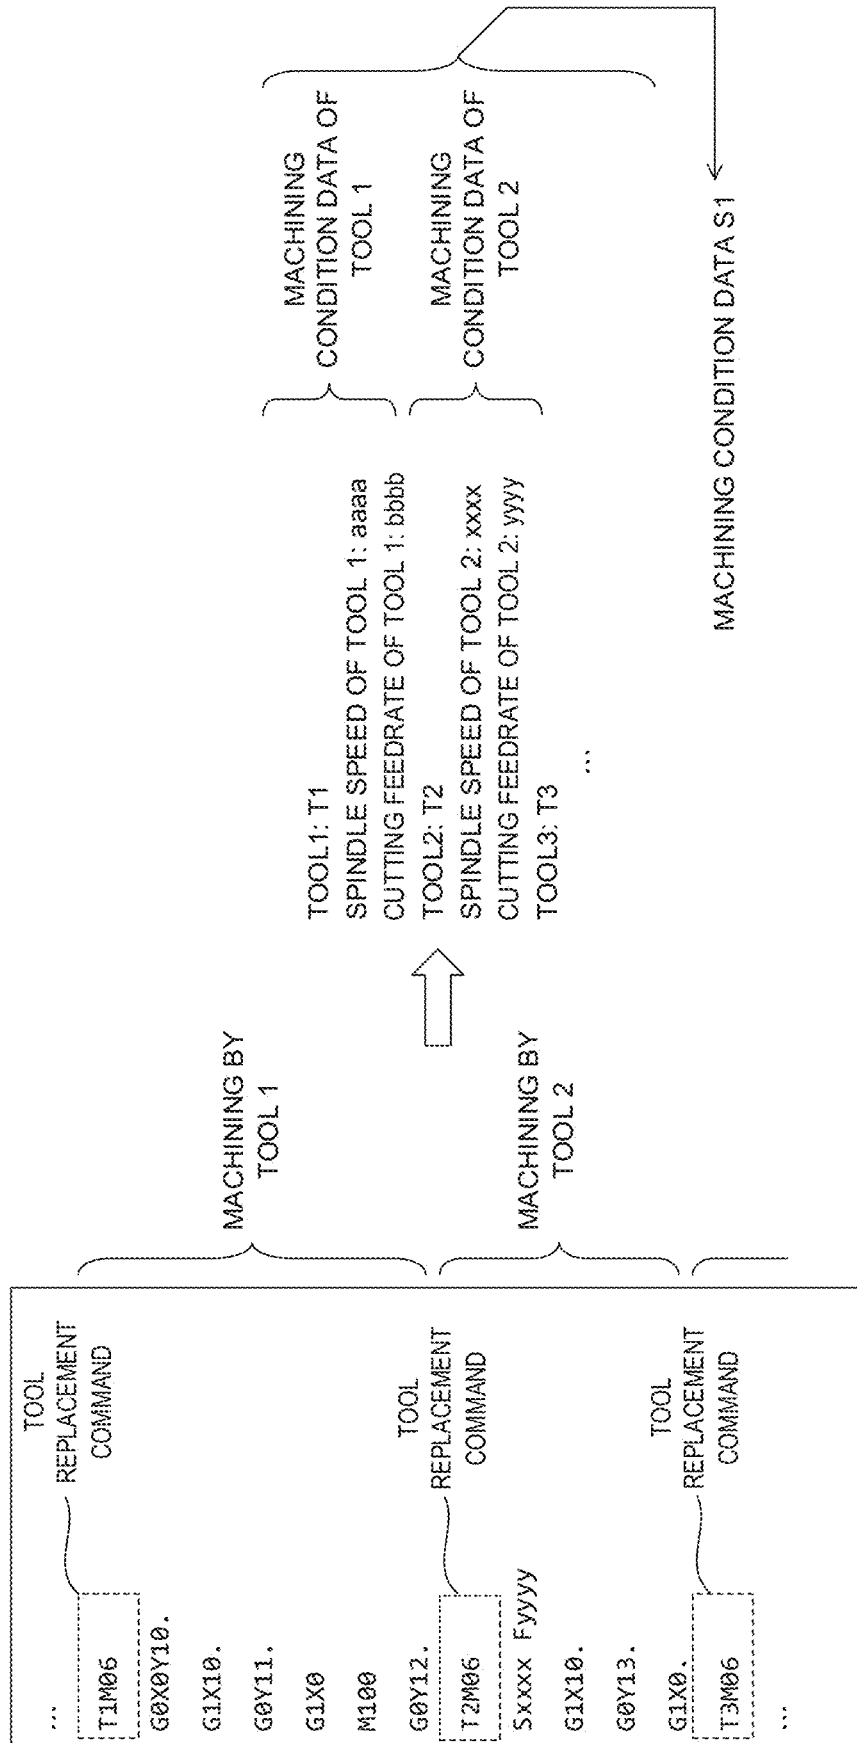 ...
T1M06
G0X0Y10.
G1X10.
G0Y11.
G1X0
M100
G0Y12.
T2M06
Sxxxx Fyyyy
G1X10.
G0Y13.
G1X0.
T3M06
...
TOOL
REPLACEMENT
COMMAND
TOOL
REPLACEMENT
COMMAND
TOOL
REPLACEMENT
COMMAND
MACHINING BY
TOOL 1
MACHINING BY
TOOL 2
TOOL1: T1
SPINDLE SPEED OF TOOL 1: aaaa
CUTTING FEEDRATE OF TOOL 1: bbbb
TOOL2: T2
SPINDLE SPEED OF TOOL 2: xxxx
CUTTING FEEDRATE OF TOOL 2: yyyy
TOOL3: T3
...
MACHINING
CONDITION DATA OF
TOOL 1
MACHINING
CONDITION DATA OF
TOOL 2
MACHINING CONDITION DATA S1